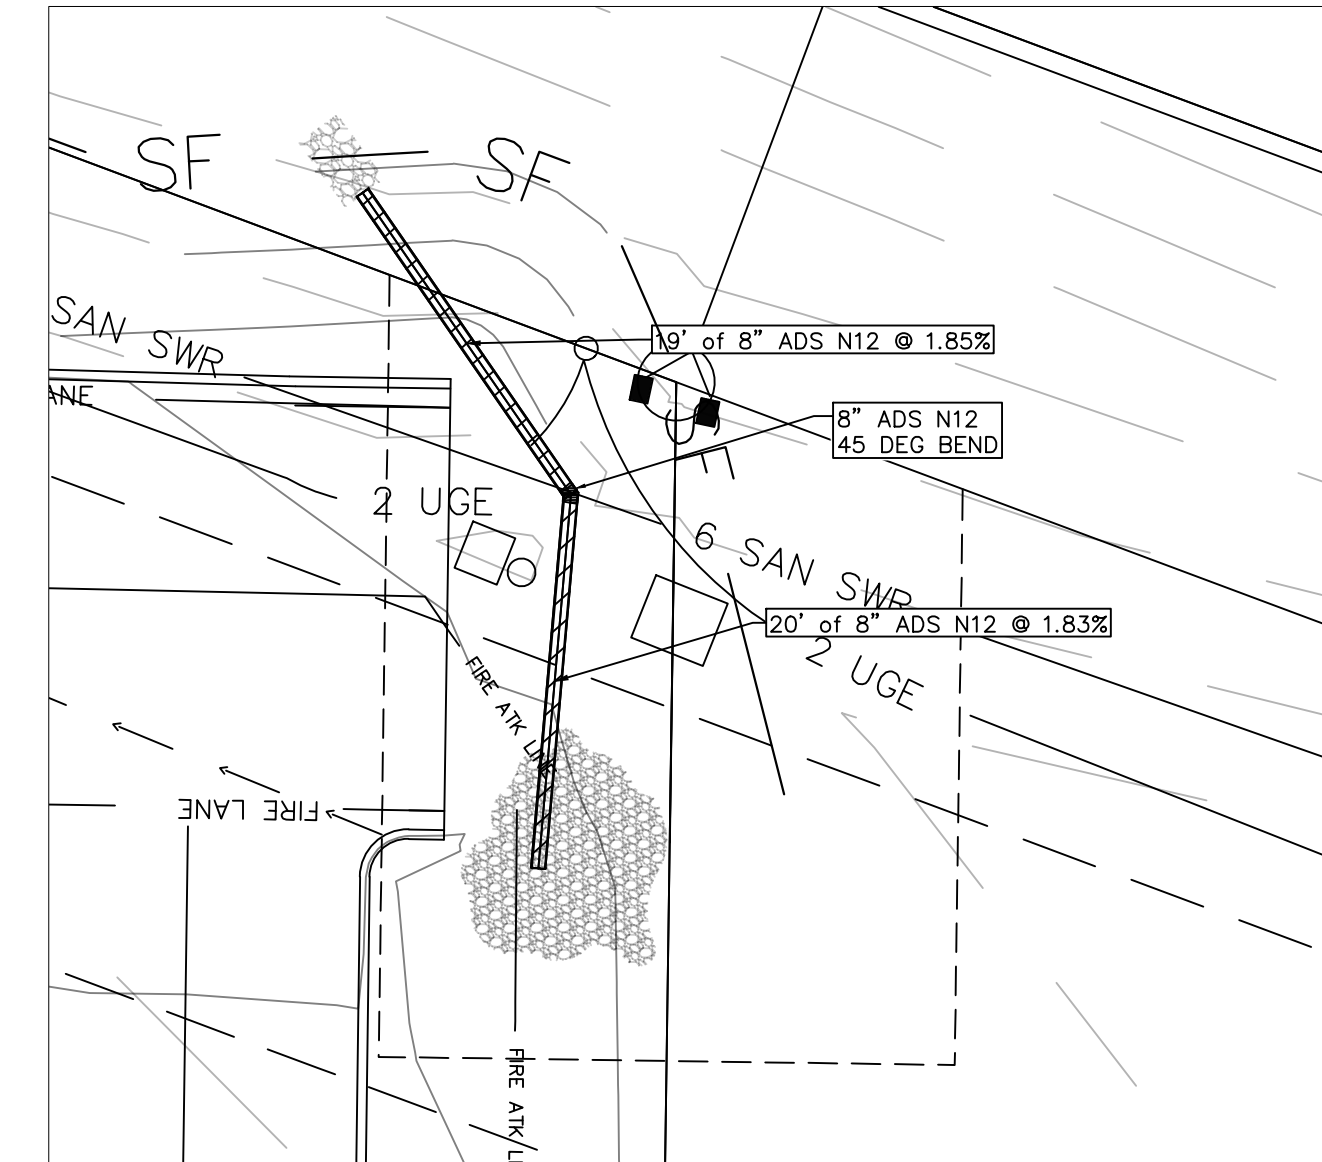 SF
SF
SAN SWR
19' of 8" ADS N12 @ 1.85%
8" ADS N12
45 DEG BEND
2 UGE
SF
6 SAN SWR
20' of 8" ADS N12 @ 1.83%
2 UGE
FIRE ATK LINE
FIRE LANE
FIRE ATK LI